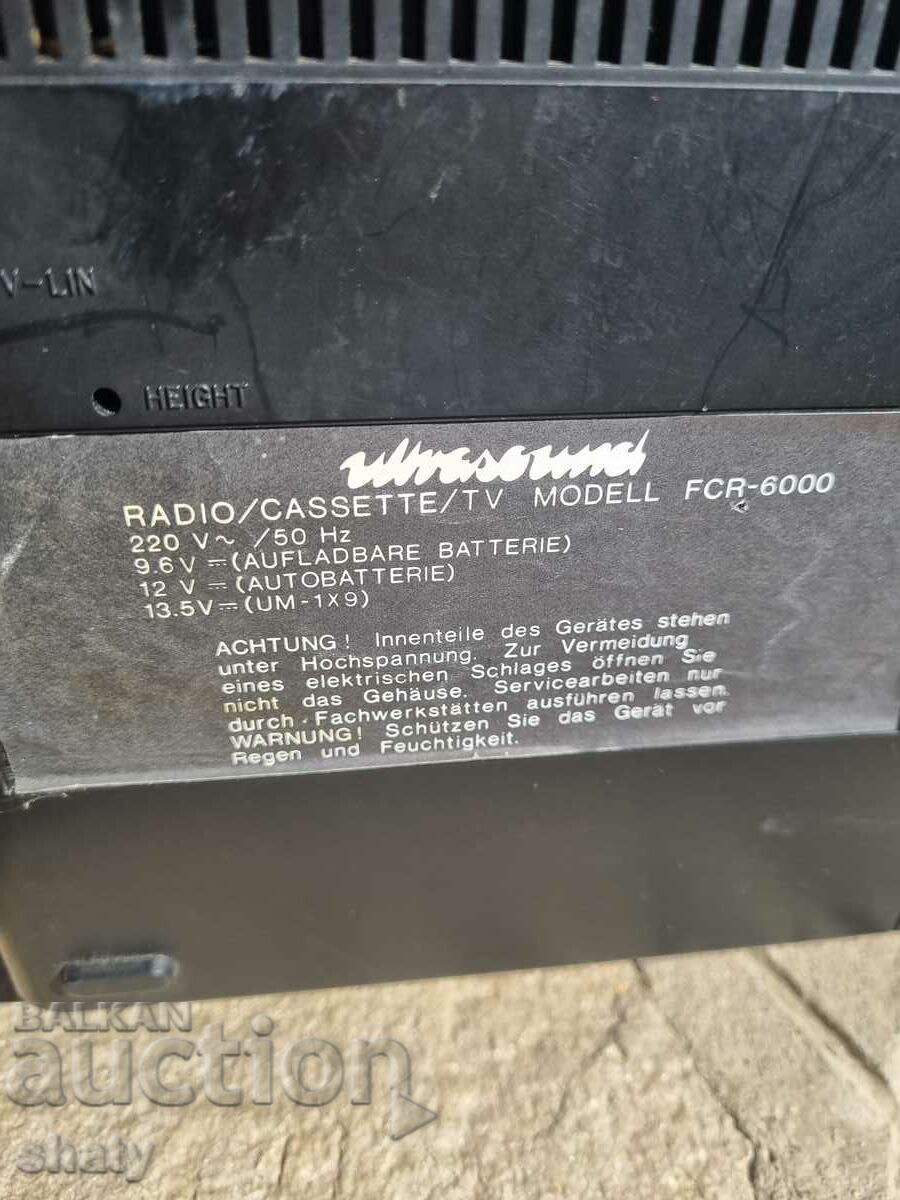 V-LIN
HEIGHT
ultrasound
RADIO/CASSETTE/TV MODELL FCR-6000
220 V~ /50 Hz
9.6V ⎓(AUFLADBARE BATTERIE)
12 V ⎓(AUTOBATTERIE)
13.5V⎓(UM-1X9)
ACHTUNG! Innenteile des Gerätes stehen
unter Hochspannung. Zur Vermeidung
eines elektrischen Schlages öffnen Sie
nicht das Gehäuse. Servicearbeiten nur
durch Fachwerkstätten ausführen lassen.
WARNUNG! Schützen Sie das Gerät vor
Regen und Feuchtigkeit.
BALKAN
auction
shaly